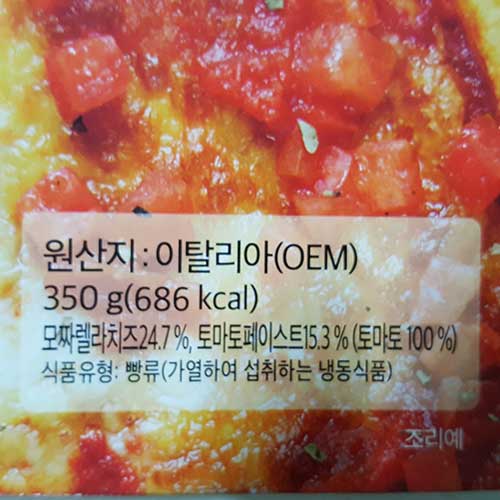 원산지:이탈리아(OEM)
350 g(686 kcal)
모짜렐라치즈24.7 %, 토마토페이스트15.3 % (토마토 100 %)
식품유형: 빵류(가열하여 섭취하는 냉동식품)
조리예